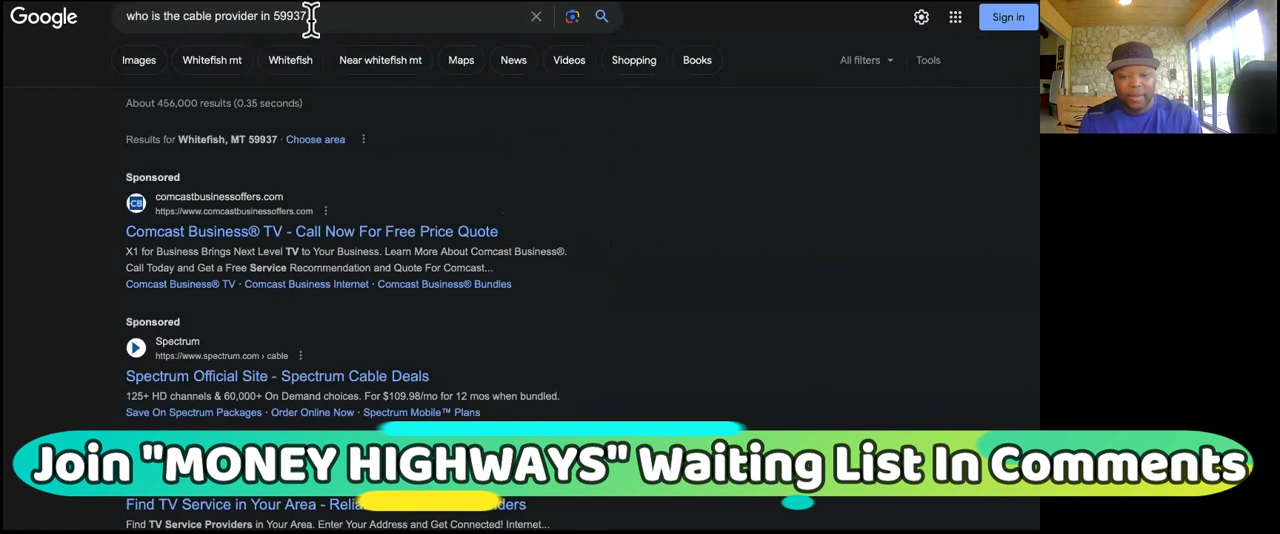 Google
who is the cable provider in 59937
Sign in
Images
Whitefish mt
Whitefish
Near whitefish mt
Maps
News
Videos
Shopping
Books
All filters
Tools
About 456,000 results (0.35 seconds)
Results for Whitefish, MT 59937 · Choose area
Sponsored
CB
comcastbusinessoffers.com
https://www.comcastbusinessoffers.com
Comcast Business® TV - Call Now For Free Price Quote
X1 for Business Brings Next Level TV to Your Business. Learn More About Comcast Business®.
Call Today and Get a Free Service Recommendation and Quote For Comcast...
Comcast Business® TV · Comcast Business Internet · Comcast Business® Bundles
Sponsored
Spectrum
https://www.spectrum.com › cable
Spectrum Official Site - Spectrum Cable Deals
125+ HD channels & 60,000+ On Demand choices. For $109.98/mo for 12 mos when bundled.
Save On Spectrum Packages · Order Online Now · Spectrum Mobile™ Plans
Join "MONEY HIGHWAYS" Waiting List In Comments
Find TV Service in Your Area -
Find TV Service Providers in Your Area. Enter Your Address and Get Connected! Internet...